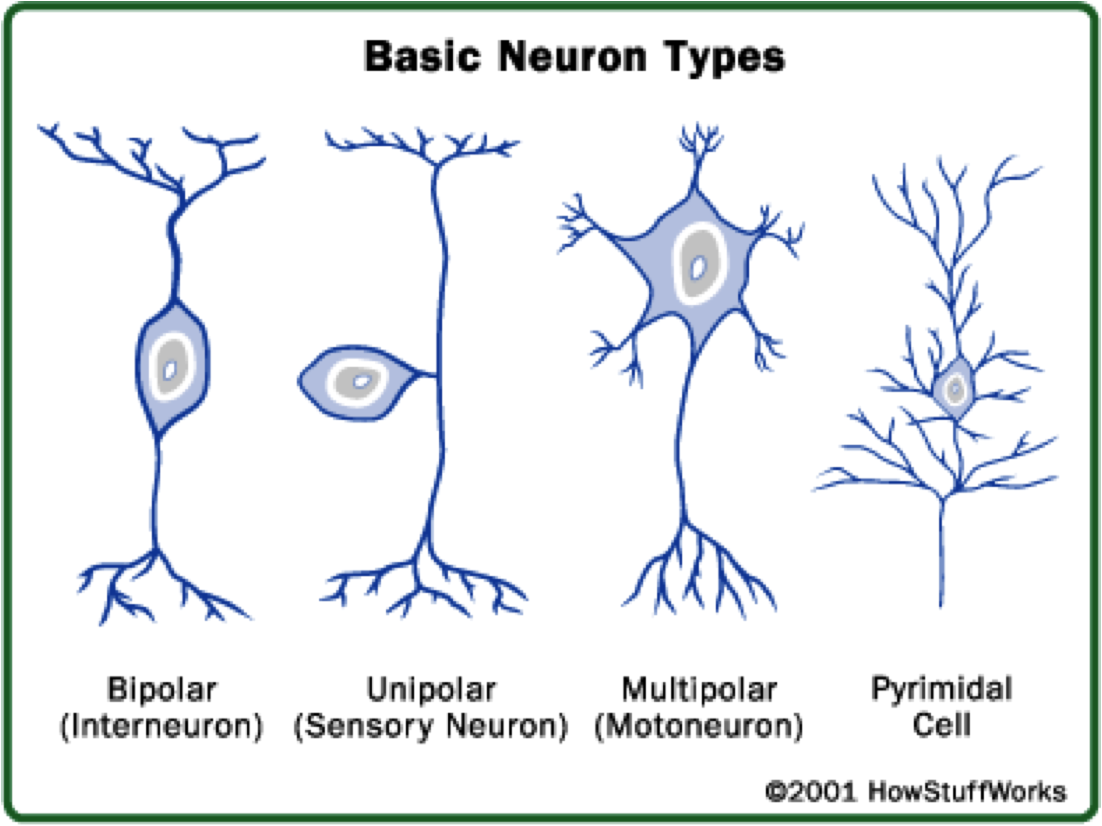 Basic Neuron Types
Bipolar
(Interneuron)
Unipolar
(Sensory Neuron)
Multipolar
(Motoneuron)
Pyrimidal
Cell
©2001 HowStuffWorks